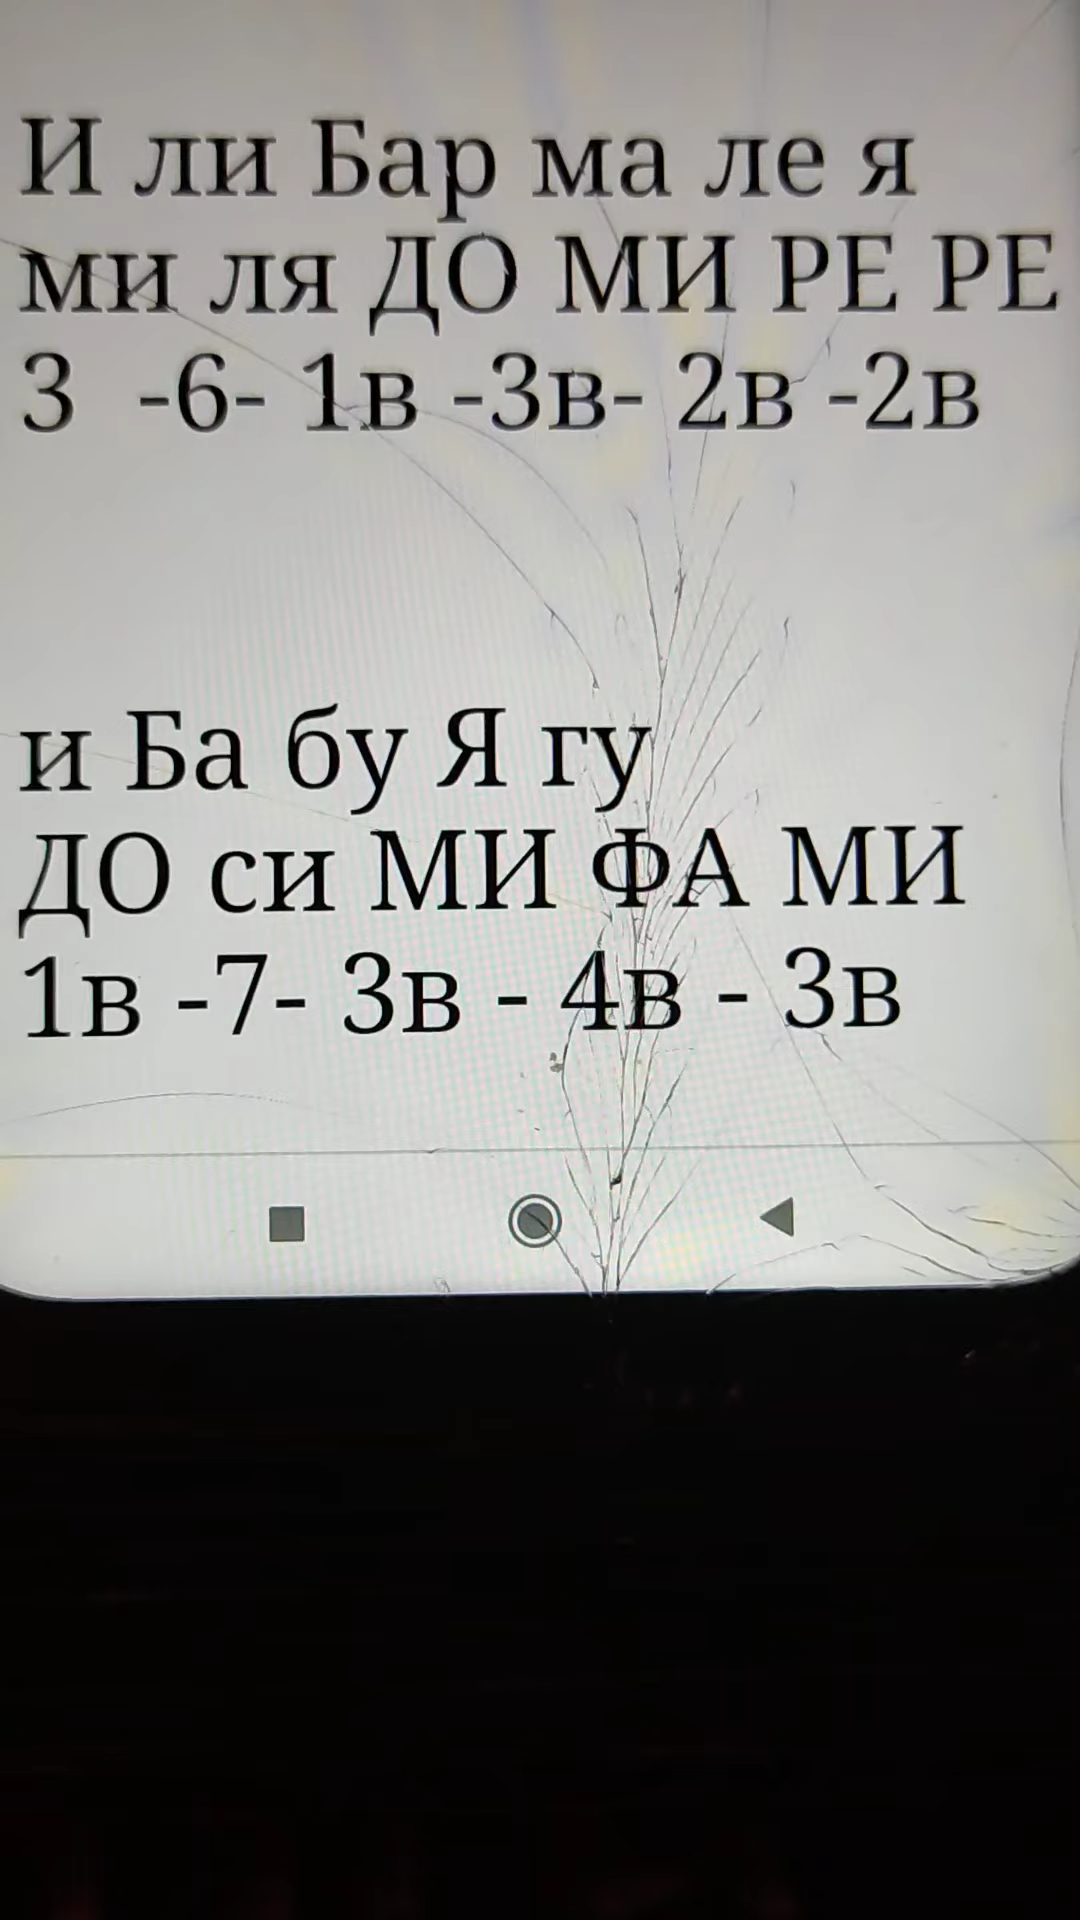 И ли Бар ма ле я
ми ля ДО МИ РЕ РЕ
3 -6- 1в -3в- 2в -2в
и Ба бу Я гу
ДО си МИ ФА МИ
1в -7- 3в - 4в - 3в